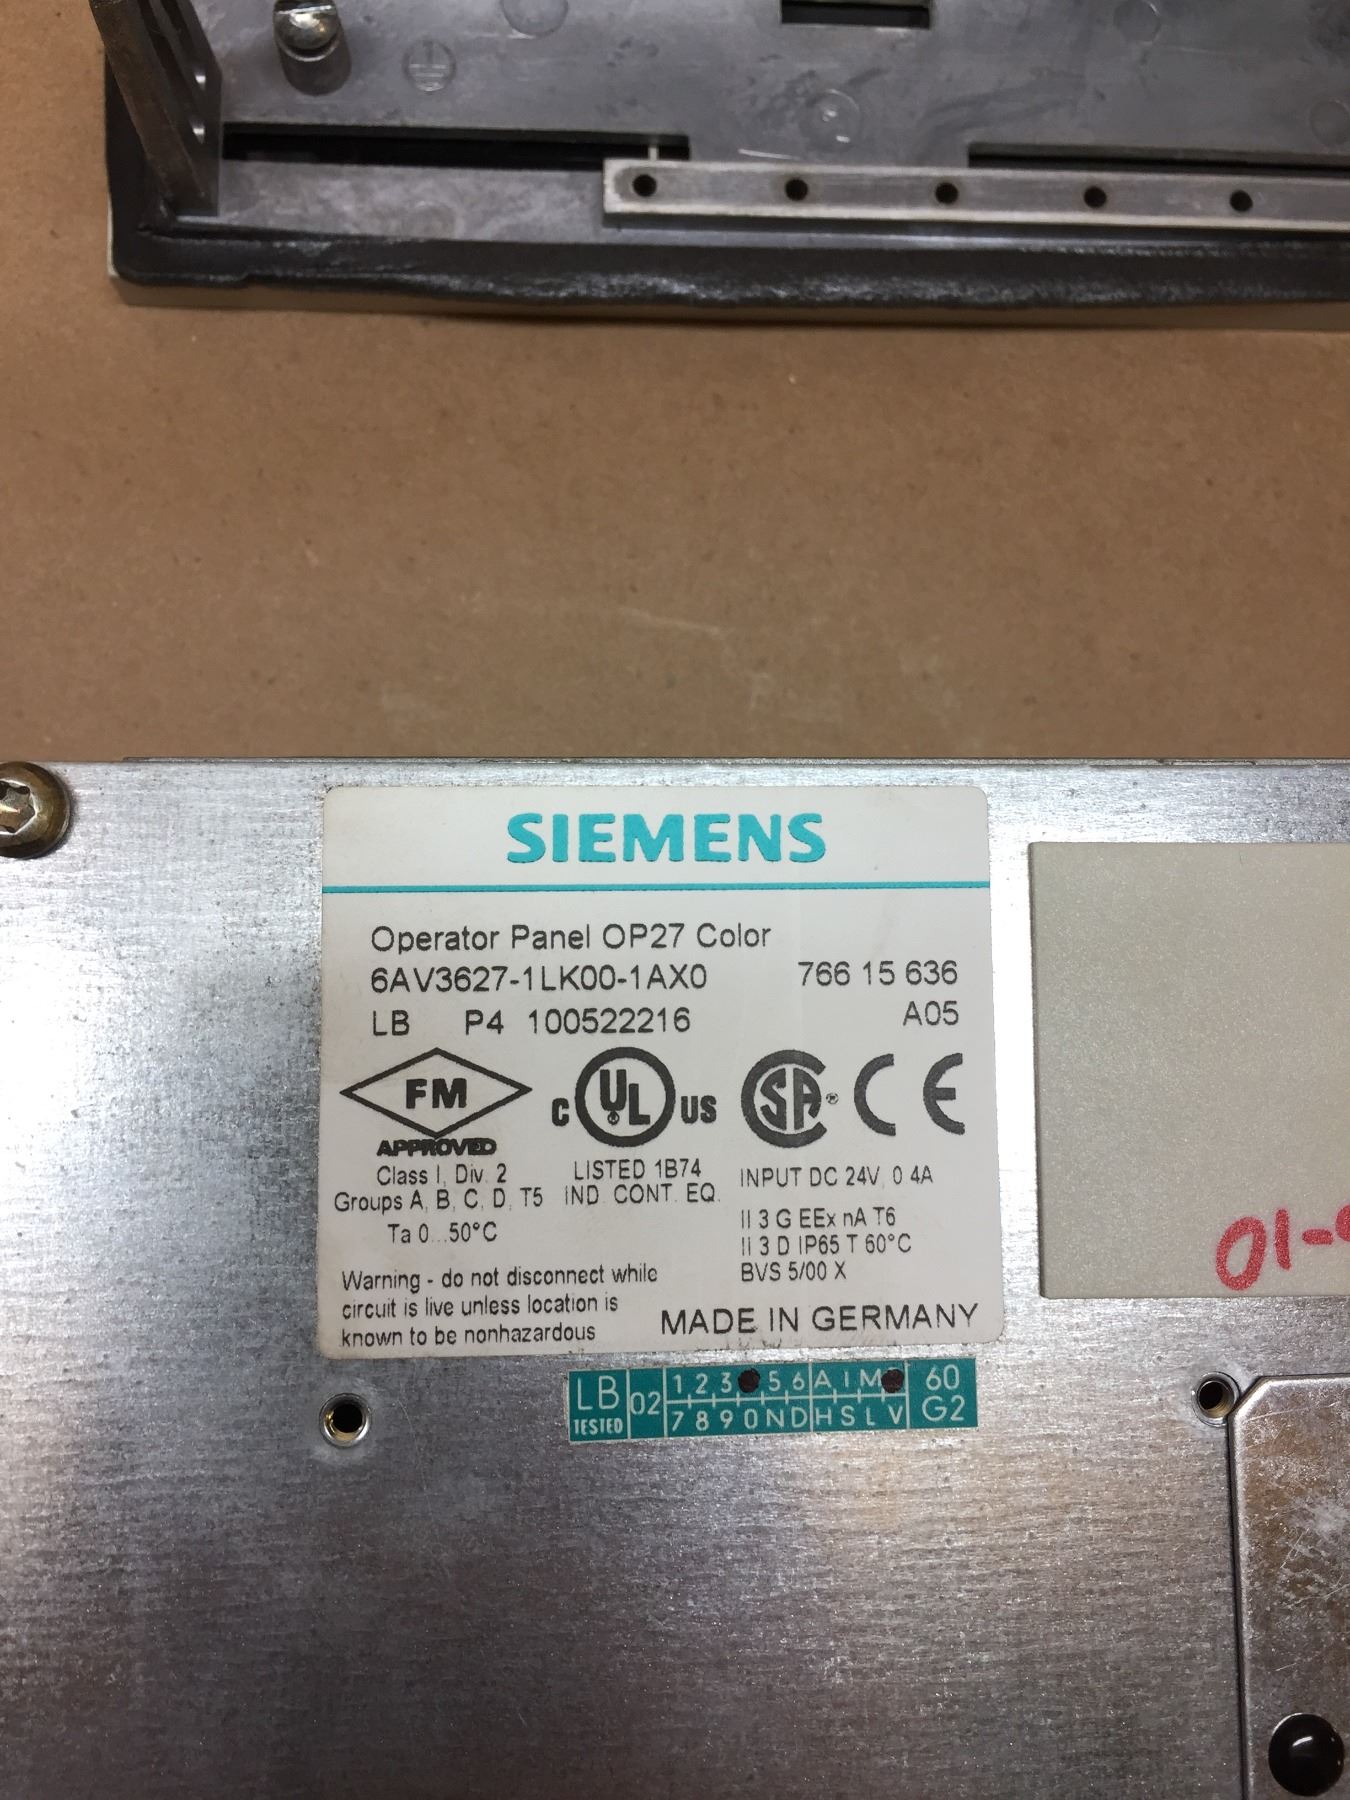 SIEMENS
Operator Panel OP27 Color
6AV3627-1LK00-1AX0 766 15 636
LB P4 100522216 A05
FM
APPROVED
c UL US
SA ® CE
Class I, Div. 2
Groups A, B, C, D, T5
Ta 0...50°C
LISTED 1B74
IND. CONT. EQ.
INPUT DC 24V, 0.4A
II 3 G EEx nA T6
II 3 D IP65 T 60°C
BVS 5/00 X
Warning - do not disconnect while
circuit is live unless location is
known to be nonhazardous
MADE IN GERMANY
LB TESTED 02
1 2 3 5 6 A I M
7 8 9 0 N D H S L V
60
G2
01-